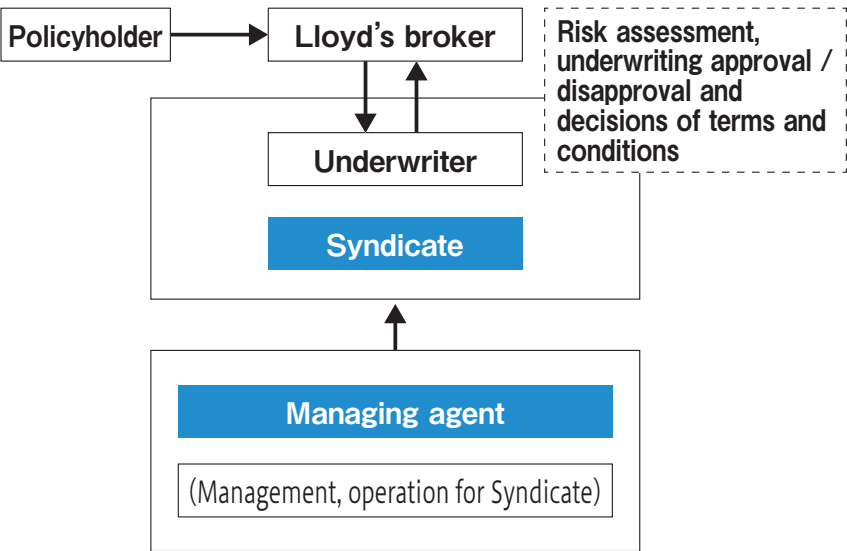 Policyholder
Lloyd’s broker
Risk assessment,
underwriting approval /
disapproval and
decisions of terms and
conditions
Underwriter
Syndicate
Managing agent
(Management, operation for Syndicate)